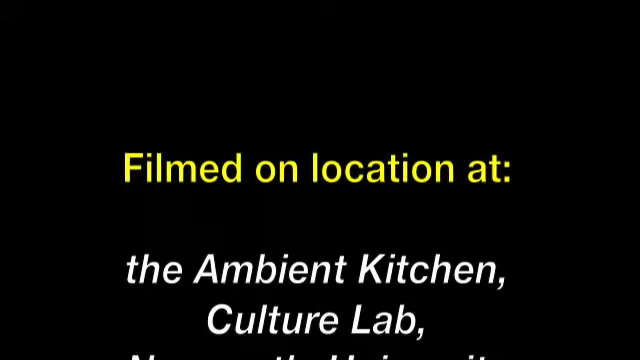 Filmed on location at:
the Ambient Kitchen,
Culture Lab,